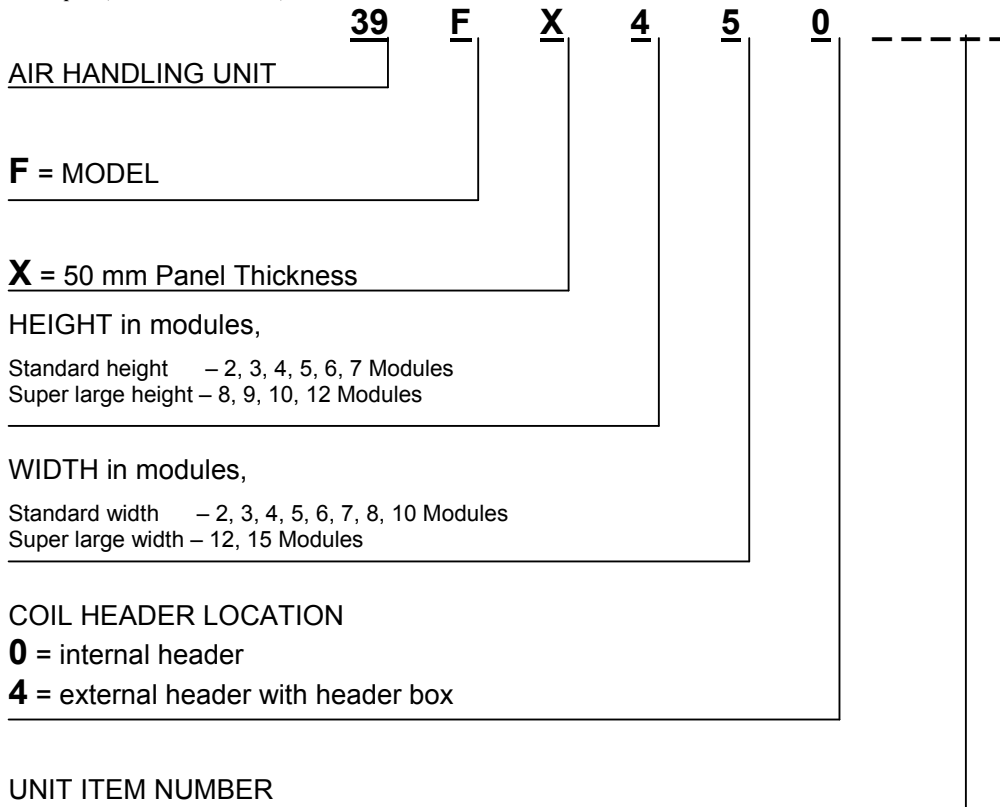 39 F X 4 5 0 _ _ _ _ _
AIR HANDLING UNIT
F = MODEL
X = 50 mm Panel Thickness
HEIGHT in modules,
Standard height – 2, 3, 4, 5, 6, 7 Modules
Super large height – 8, 9, 10, 12 Modules
WIDTH in modules,
Standard width – 2, 3, 4, 5, 6, 7, 8, 10 Modules
Super large width – 12, 15 Modules
COIL HEADER LOCATION
0 = internal header
4 = external header with header box
UNIT ITEM NUMBER